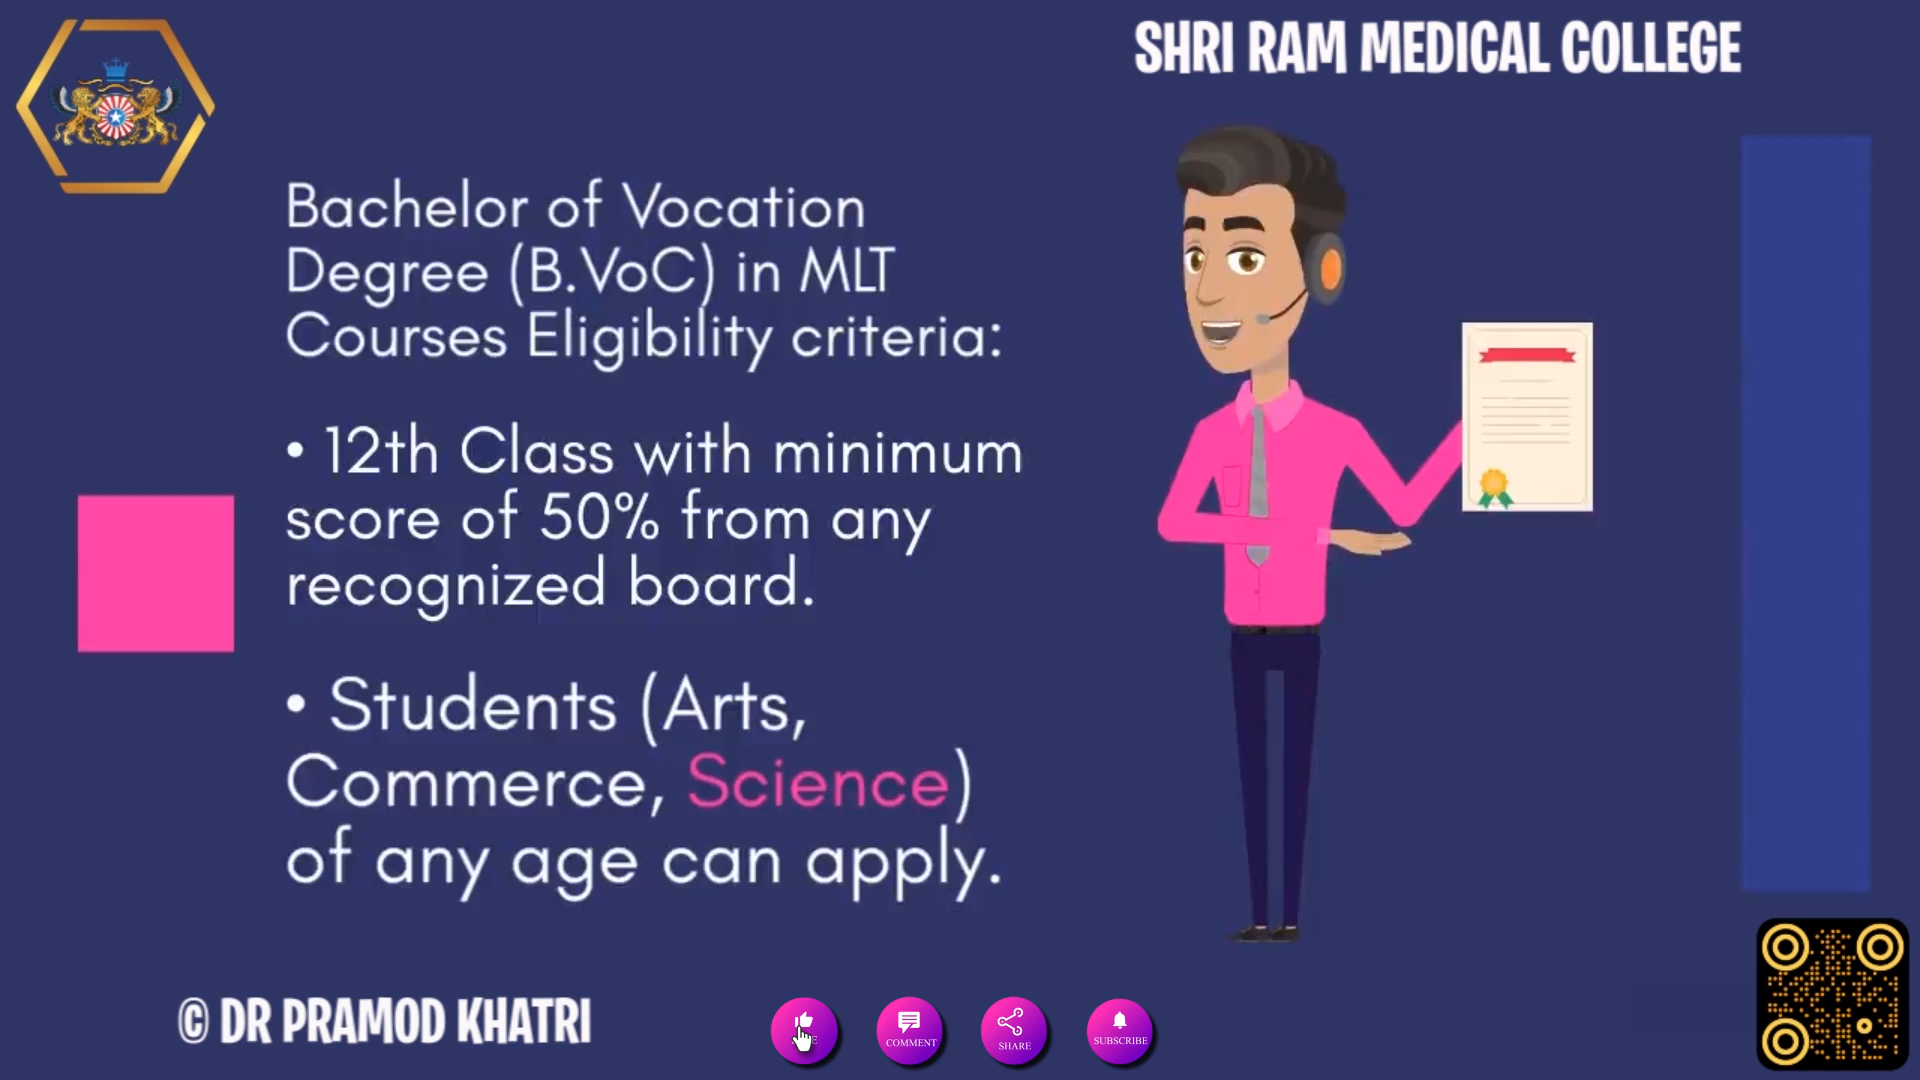 SHRI RAM MEDICAL COLLEGE
Bachelor of Vocation
Degree (B.VoC) in MLT
Courses Eligibility criteria:
• 12th Class with minimum
score of 50% from any
recognized board.
• Students (Arts,
Commerce, Science)
of any age can apply.
© DR PRAMOD KHATRI
COMMENT
SHARE
SUBSCRIBE